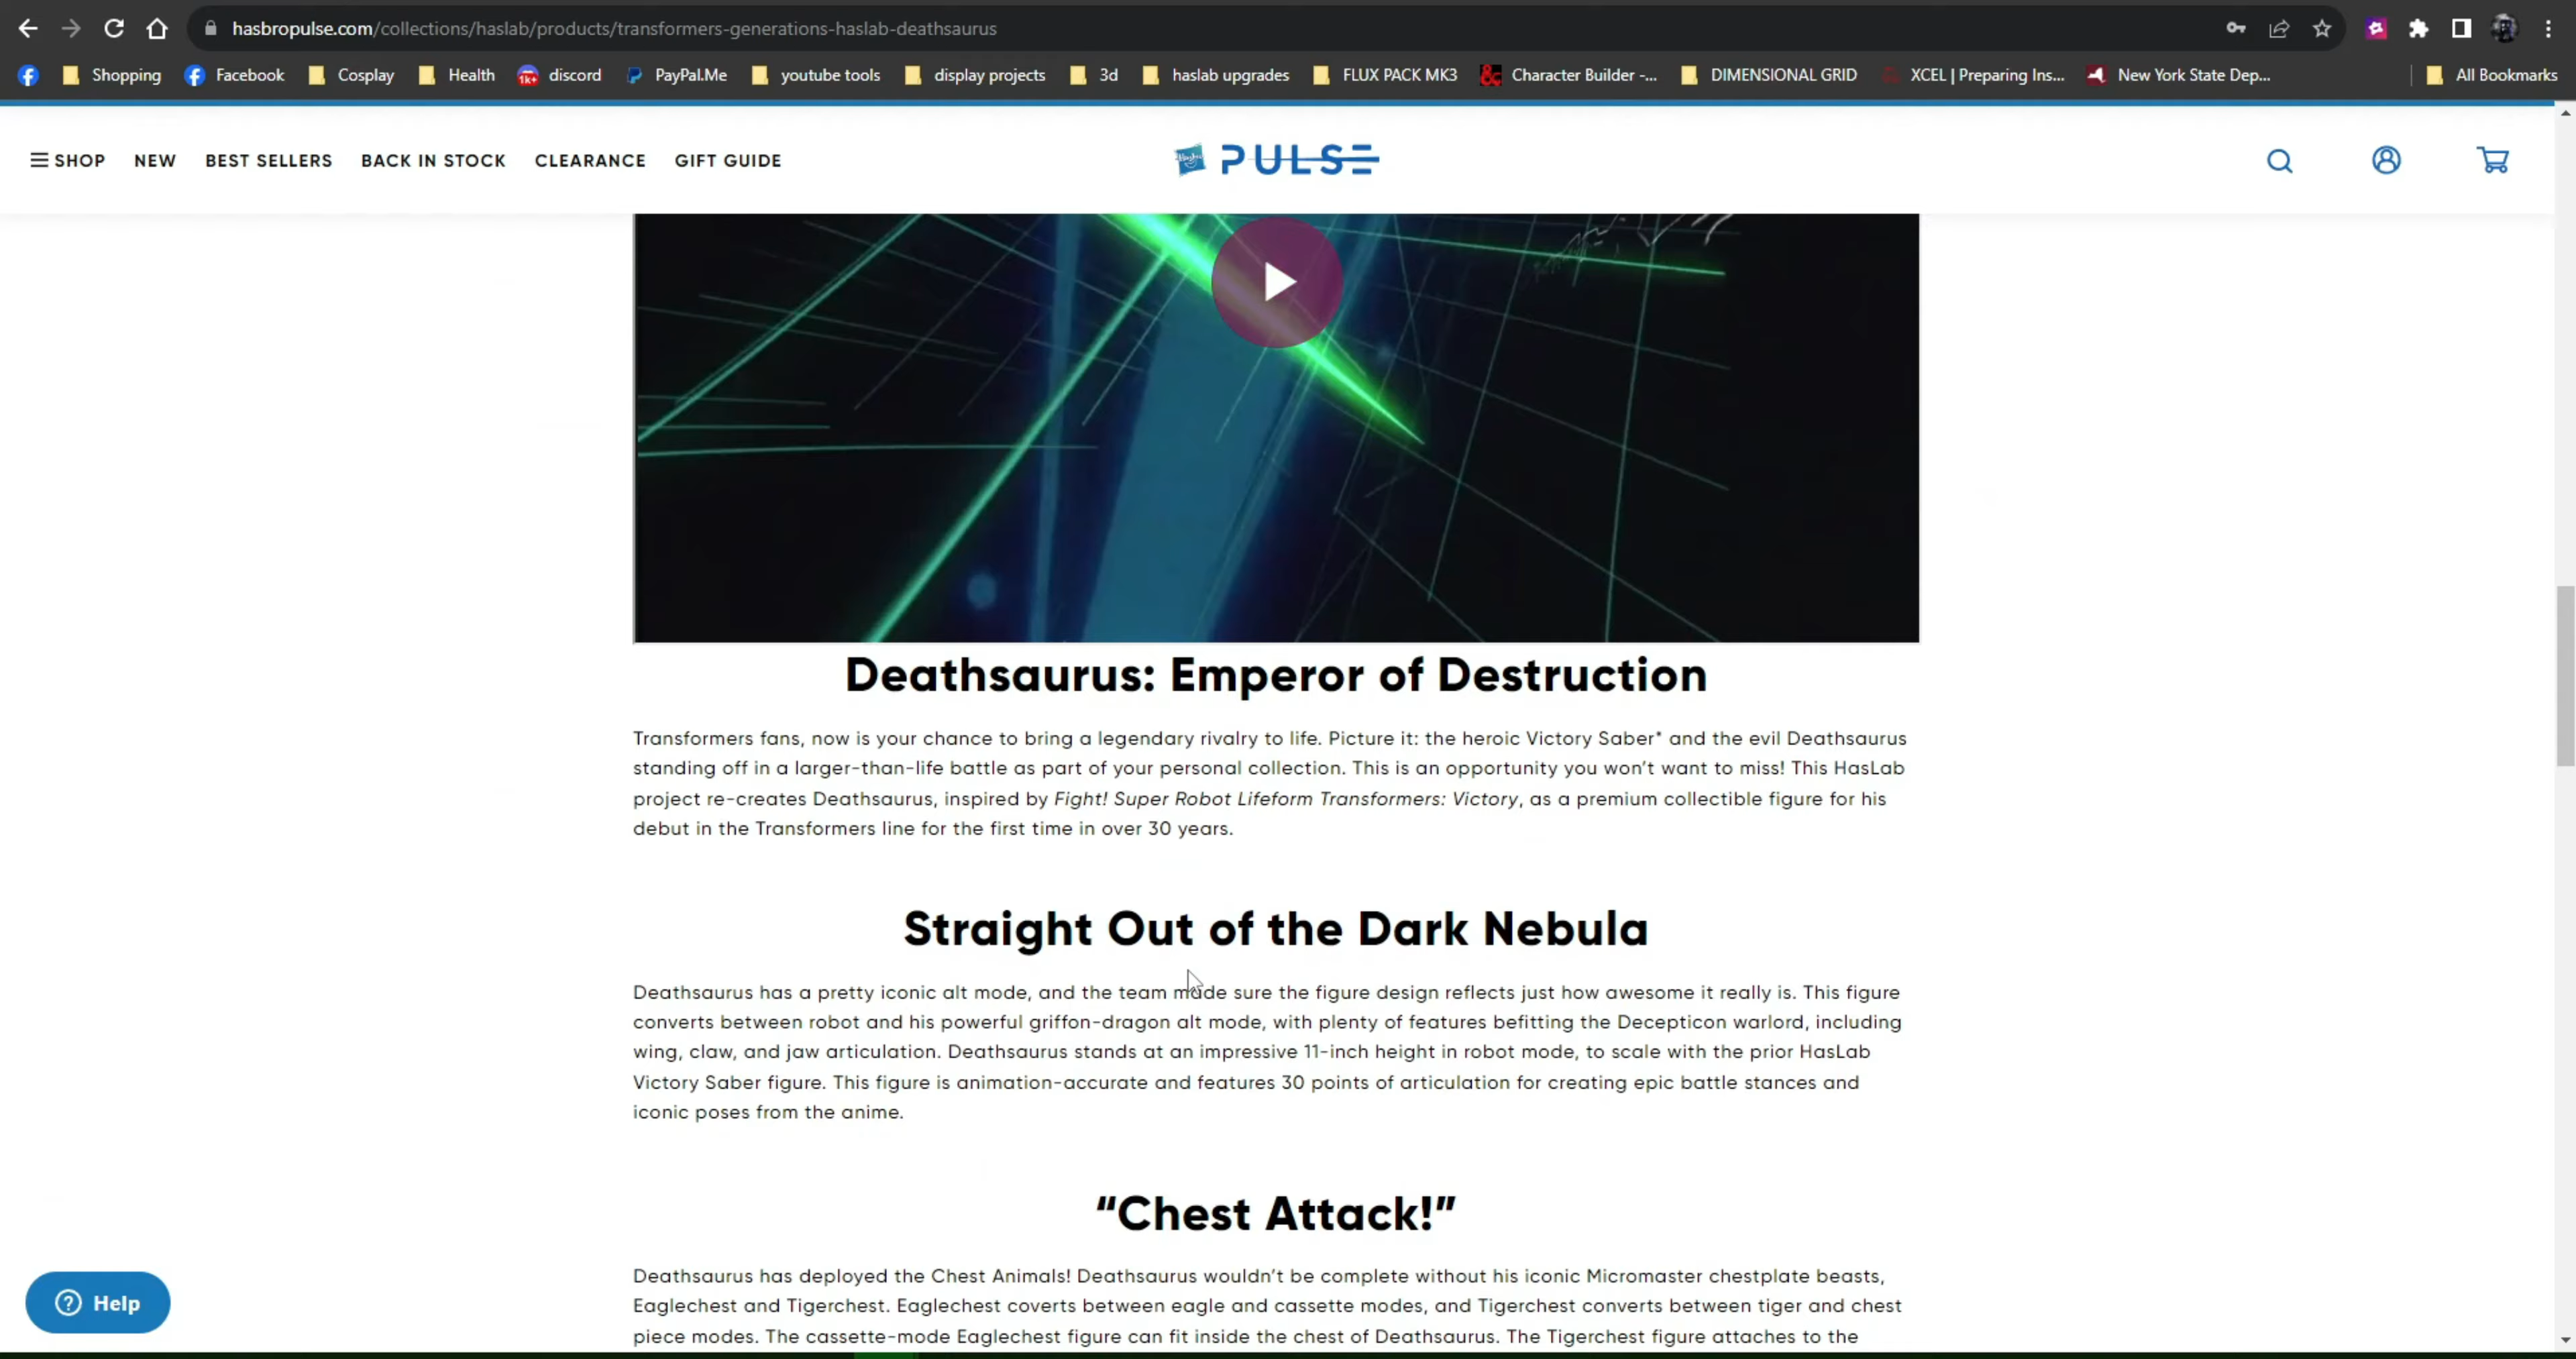 hasbropulse.com/collections/haslab/products/transformers-generations-haslab-deathsaurus
Shopping Facebook Cosplay Health discord PayPal.Me youtube tools display projects 3d haslab upgrades FLUX PACK MK3 Character Builder -... DIMENSIONAL GRID XCEL | Preparing Ins... New York State Dep... All Bookmarks
SHOP NEW BEST SELLERS BACK IN STOCK CLEARANCE GIFT GUIDE Hasbro PULSE
Deathsaurus: Emperor of Destruction
Transformers fans, now is your chance to bring a legendary rivalry to life. Picture it: the heroic Victory Saber* and the evil Deathsaurus
standing off in a larger-than-life battle as part of your personal collection. This is an opportunity you won't want to miss! This HasLab
project re-creates Deathsaurus, inspired by Fight! Super Robot Lifeform Transformers: Victory, as a premium collectible figure for his
debut in the Transformers line for the first time in over 30 years.
Straight Out of the Dark Nebula
Deathsaurus has a pretty iconic alt mode, and the team made sure the figure design reflects just how awesome it really is. This figure
converts between robot and his powerful griffon-dragon alt mode, with plenty of features befitting the Decepticon warlord, including
wing, claw, and jaw articulation. Deathsaurus stands at an impressive 11-inch height in robot mode, to scale with the prior HasLab
Victory Saber figure. This figure is animation-accurate and features 30 points of articulation for creating epic battle stances and
iconic poses from the anime.
“Chest Attack!”
Deathsaurus has deployed the Chest Animals! Deathsaurus wouldn't be complete without his iconic Micromaster chestplate beasts,
Eaglechest and Tigerchest. Eaglechest coverts between eagle and cassette modes, and Tigerchest converts between tiger and chest
piece modes. The cassette-mode Eaglechest figure can fit inside the chest of Deathsaurus. The Tigerchest figure attaches to the
Help